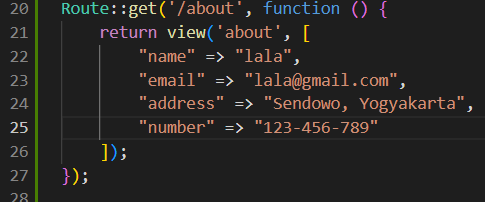 20 Route::get('/about', function () {
21 return view('about', [
22 "name" => "lala",
23 "email" => "lala@gmail.com",
24 "address" => "Sendowo, Yogyakarta",
25 "number" => "123-456-789"
26 ]);
27 });
28